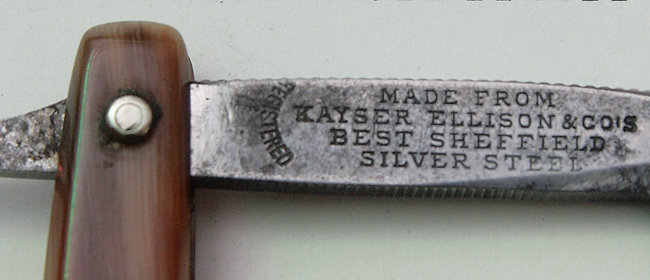 REGISTERED
MADE FROM
KAYSER ELLISON & CO'S
BEST SHEFFIELD
SILVER STEEL